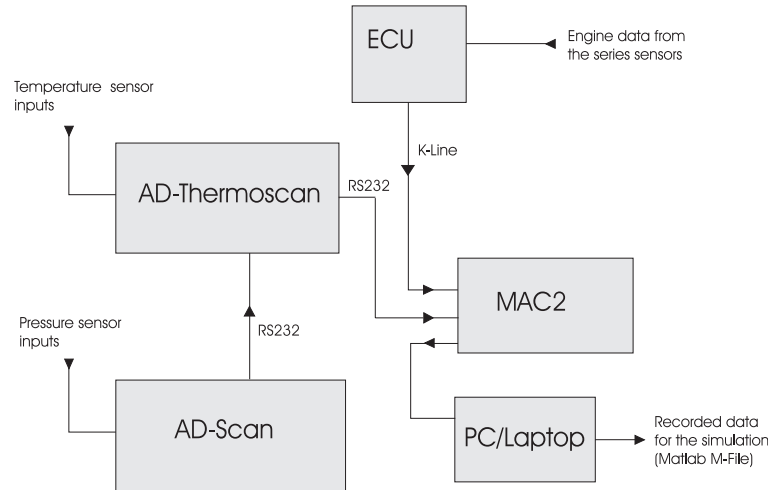 ECU
Engine data from
the series sensors
Temperature sensor
inputs
K-Line
AD-Thermoscan
RS232
MAC2
Pressure sensor
inputs
RS232
AD-Scan
PC/Laptop
Recorded data
for the simulation
(Matlab M-File)